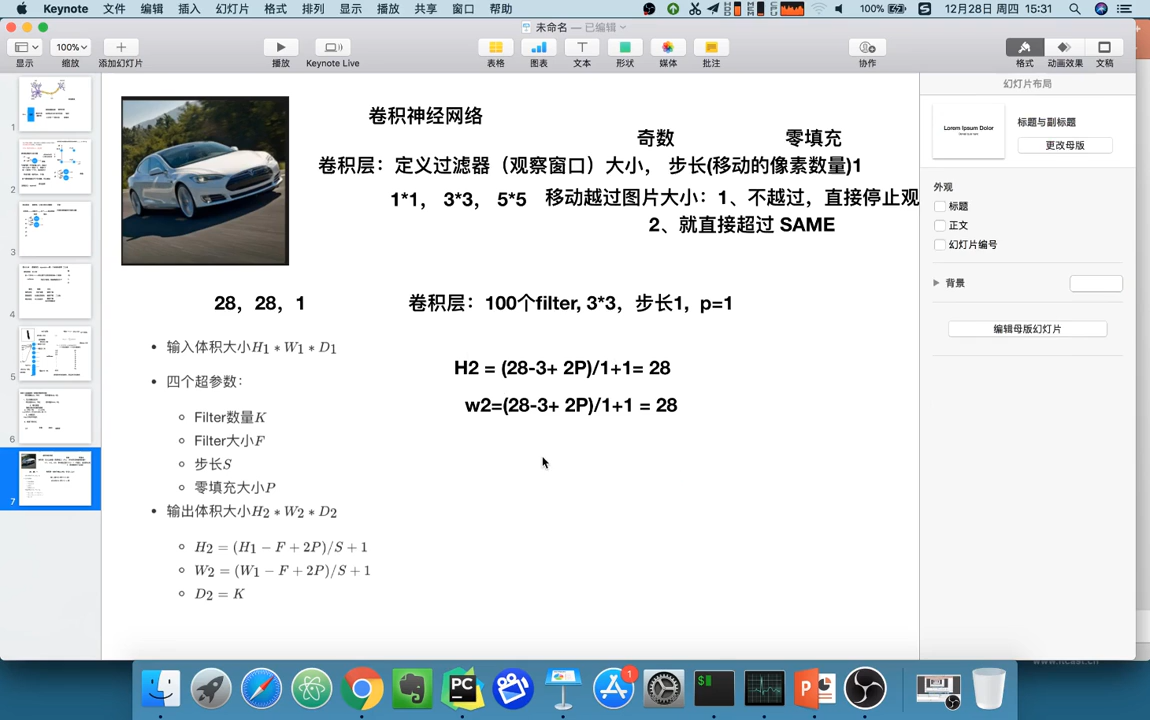 Keynote 文件 编辑 插入 幻灯片 格式 排列 显示 播放 共享 窗口 帮助 100% 12月28日 周四 15:31
未命名 — 已编辑
100%
显示 缩放 添加幻灯片 播放 Keynote Live 表格 图表 文本 形状 媒体 批注 协作 格式 动画效果 文稿
幻灯片布局
Lorem Ipsum Dolor
标题与副标题
更改母版
外观
标题
正文
幻灯片编号
背景
编辑母版幻灯片
1
2
3
4
5
6
7
卷积神经网络
奇数 零填充
卷积层：定义过滤器（观察窗口）大小， 步长(移动的像素数量)1
1*1， 3*3， 5*5 移动越过图片大小：1、不越过，直接停止观
2、就直接超过 SAME
28，28，1 卷积层：100个filter, 3*3，步长1，p=1
• 输入体积大小H1 * W1 * D1
• 四个超参数：
Filter数量K
Filter大小F
步长S
零填充大小P
• 输出体积大小H2 * W2 * D2
H2 = (H1 − F + 2P)/S + 1
W2 = (W1 − F + 2P)/S + 1
D2 = K
H2 = (28-3+ 2P)/1+1= 28
w2=(28-3+ 2P)/1+1 = 28
PC
1
$
P
www.itcast.cn